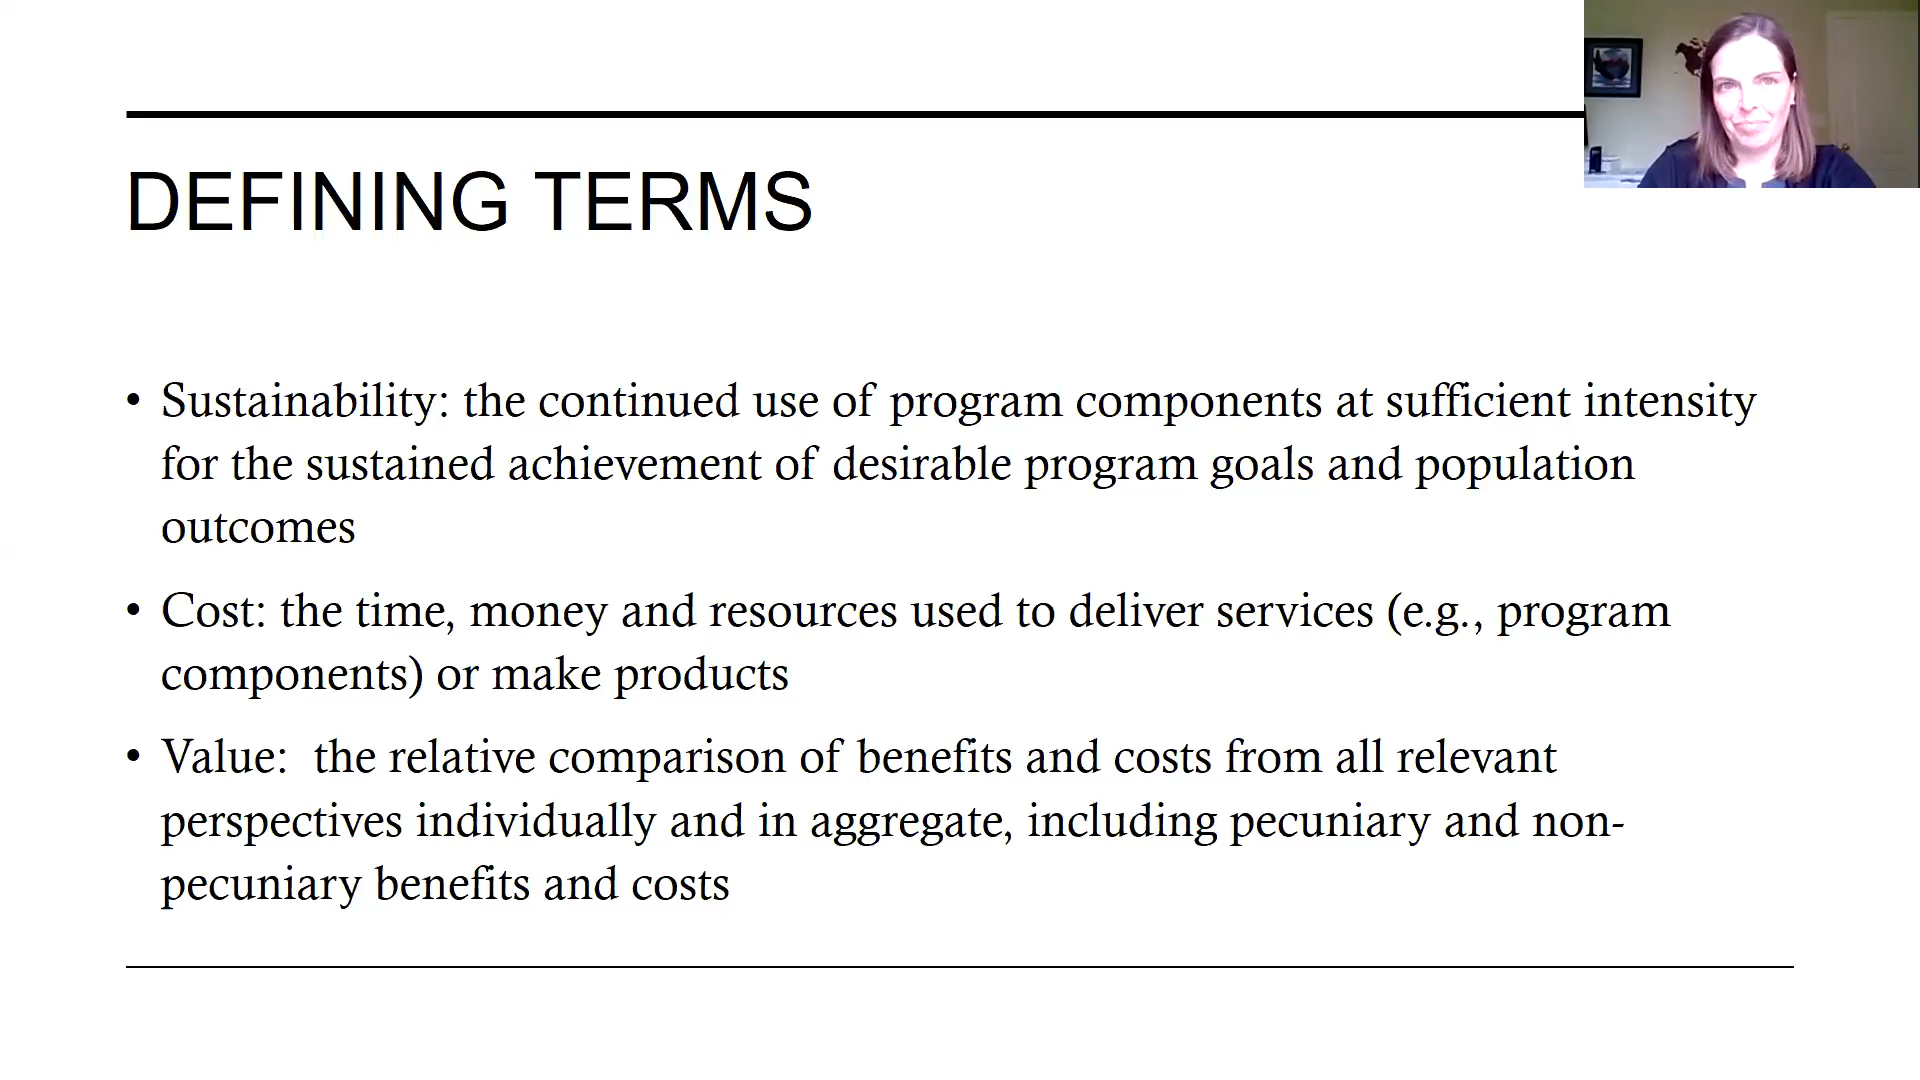 DEFINING TERMS
• Sustainability: the continued use of program components at sufficient intensity
for the sustained achievement of desirable program goals and population
outcomes
• Cost: the time, money and resources used to deliver services (e.g., program
components) or make products
• Value:  the relative comparison of benefits and costs from all relevant
perspectives individually and in aggregate, including pecuniary and non-
pecuniary benefits and costs